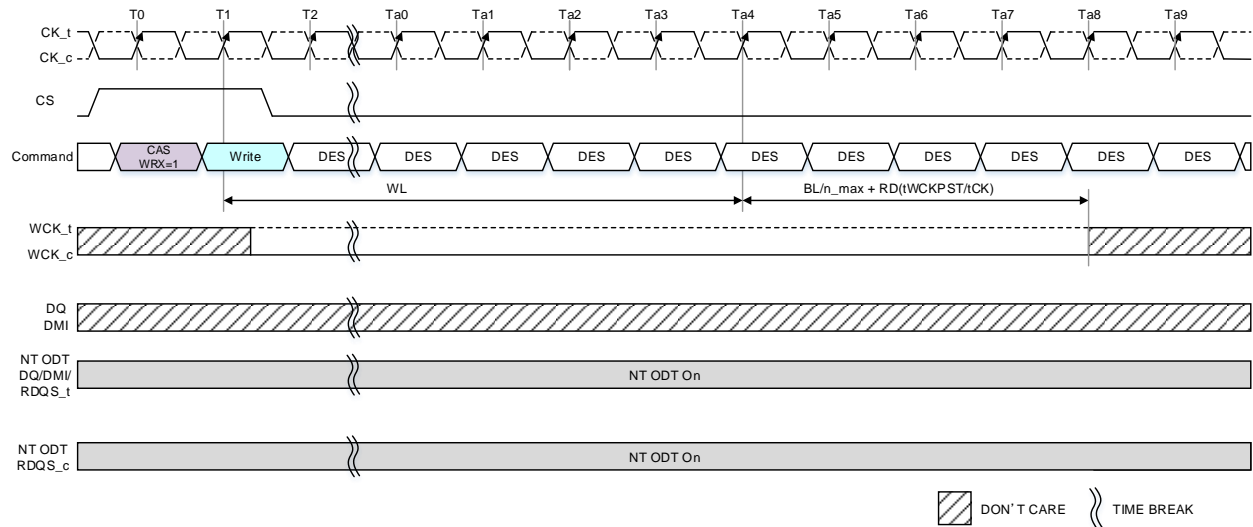 T0 T1 T2 Ta0 Ta1 Ta2 Ta3 Ta4 Ta5 Ta6 Ta7 Ta8 Ta9
CK_t
CK_c
CS
Command CAS WRX=1 Write DES DES DES DES DES DES DES DES DES DES DES
WL BL/n_max + RD(tWCKPST/tCK)
WCK_t
WCK_c
DQ
DMI
NT ODT
DQ/DMI/ NT ODT On
RDQS_t
NT ODT
RDQS_c NT ODT On
DON'T CARE TIME BREAK